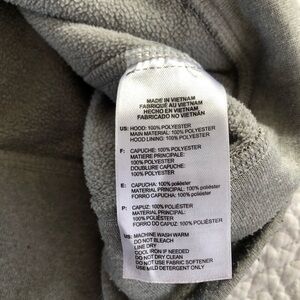 MADE IN VIETNAM
FABRIQUÉ AU VIETNAM
HECHO EN VIETNAM
FABRICADO NO VIETNÃ
US: HOOD: 100% POLYESTER
MAIN MATERIAL: 100% POLYESTER
HOOD LINING: 100% POLYESTER
F: CAPUCHE: 100% POLYESTER
MATIERE PRINCIPALE:
100% POLYESTER
DOUBLURE CAPUCHE:
100% POLYESTER
E: CAPUCHA: 100% poliéster
MATERIAL PRINCIPAL: 100% poliéster
FORRO CAPUCHA: 100% poliéster
P: CAPUZ: 100% POLIÉSTER
MATERIAL PRINCIPAL: 100% POLIÉSTER
FORRO DO CAPUZ: 100% POLIÉSTER
US: MACHINE WASH WARM
DO NOT BLEACH
LINE DRY
COOL IRON IF NEEDED
DO NOT DRY CLEAN
DO NOT USE FABRIC SOFTENER
USE MILD DETERGENT ONLY